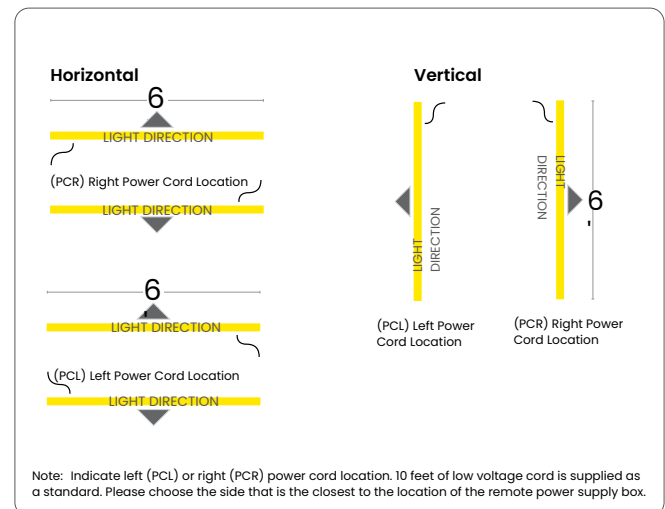 Horizontal
6
LIGHT DIRECTION
(PCR) Right Power Cord Location
LIGHT DIRECTION
6
'
LIGHT DIRECTION
(PCL) Left Power Cord Location
LIGHT DIRECTION
Vertical
LIGHT
DIRECTION
(PCL) Left Power
Cord Location
LIGHT
DIRECTION
6
'
(PCR) Right Power
Cord Location
Note: Indicate left (PCL) or right (PCR) power cord location. 10 feet of low voltage cord is supplied as
a standard. Please choose the side that is the closest to the location of the remote power supply box.